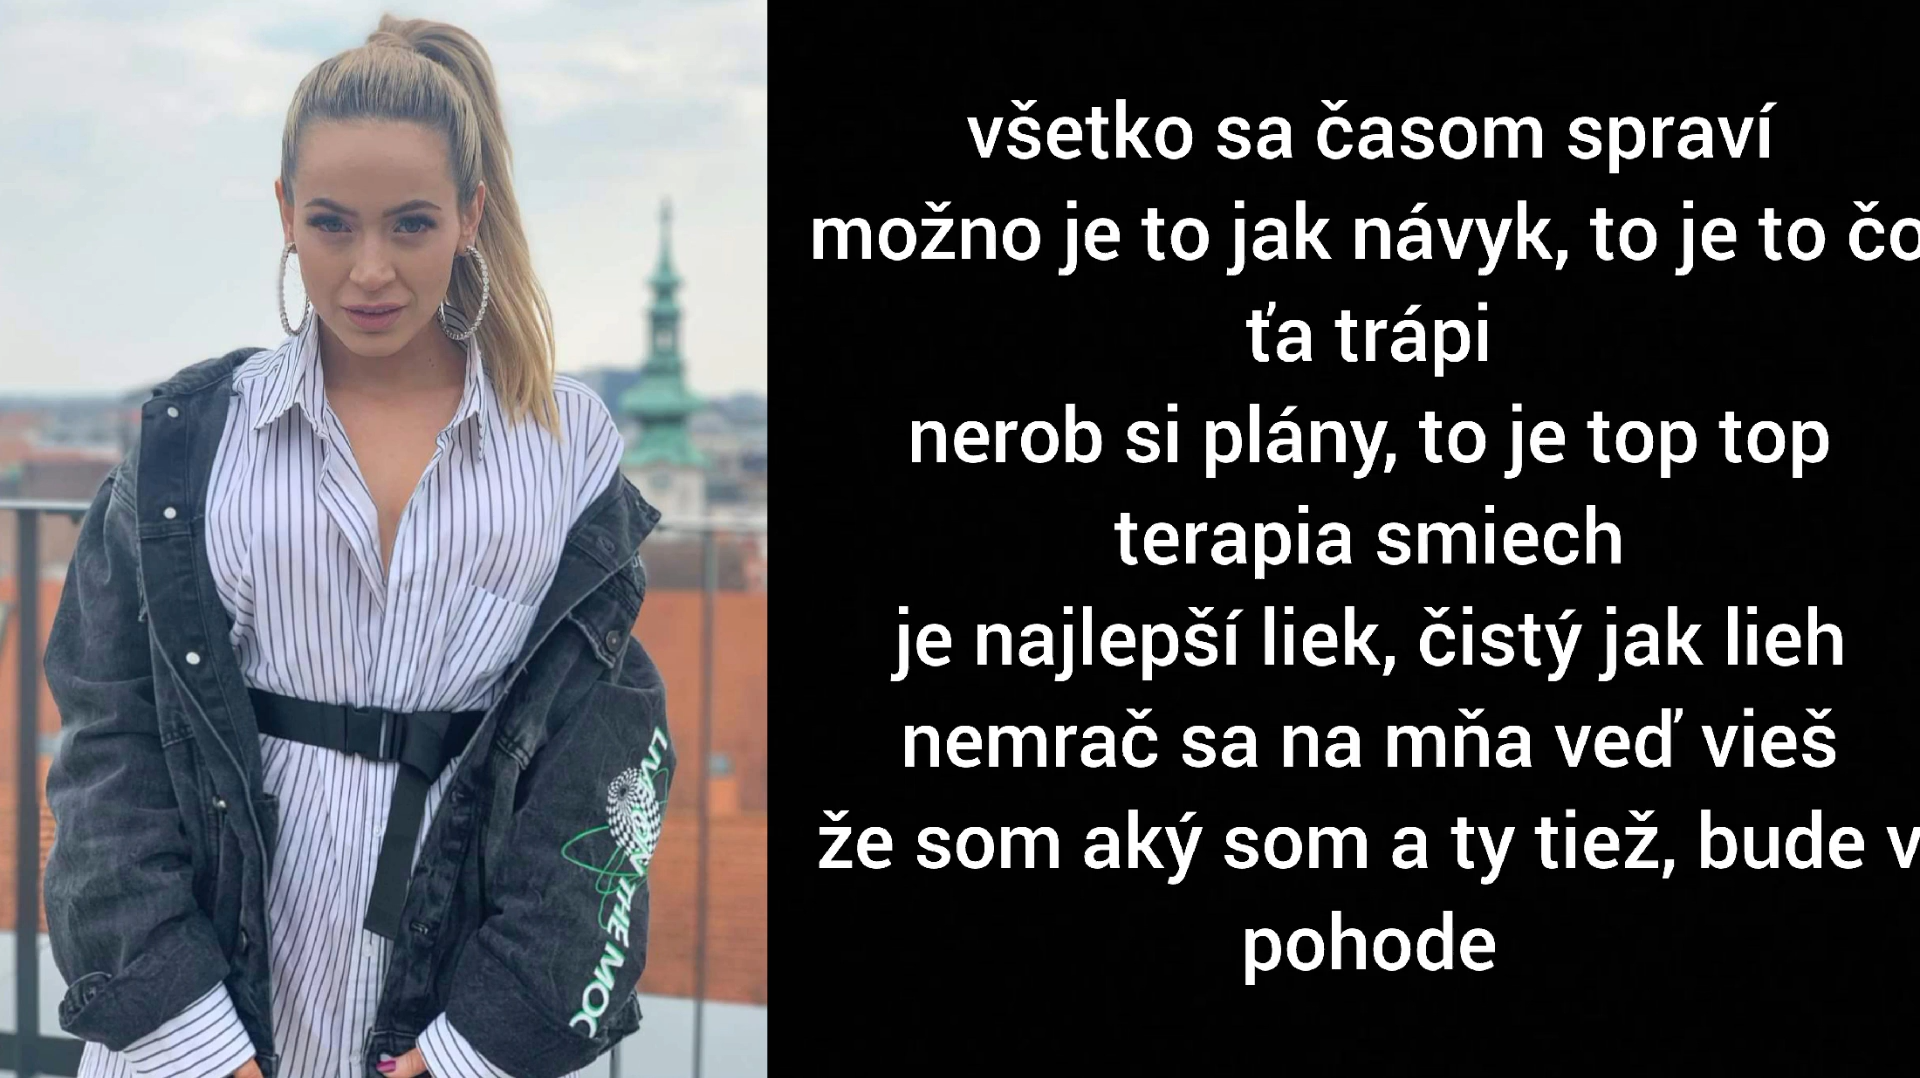 všetko sa časom spraví
možno je to jak návyk, to je to čo
ťa trápi
nerob si plány, to je top top
terapia smiech
je najlepší liek, čistý jak lieh
nemrač sa na mňa veď vieš
že som aký som a ty tiež, bude v
pohode
THE MOO